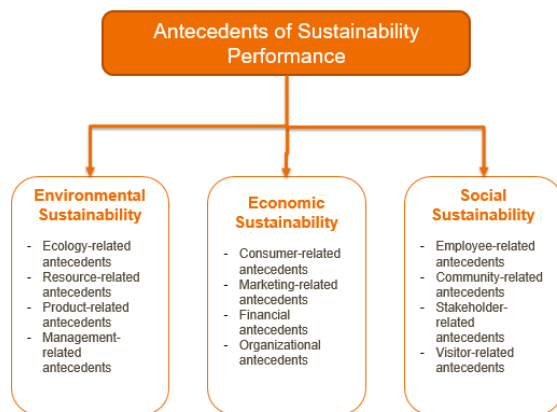 Antecedents of Sustainability
Performance
Environmental
Sustainability
- Ecology-related
antecedents
- Resource-related
antecedents
- Product-related
antecedents
- Management-
related
antecedents
Economic
Sustainability
- Consumer-related
antecedents
- Marketing-related
antecedents
- Financial
antecedents
- Organizational
antecedents
Social
Sustainability
- Employee-related
antecedents
- Community-related
antecedents
- Stakeholder-
related
antecedents
- Visitor-related
antecedents